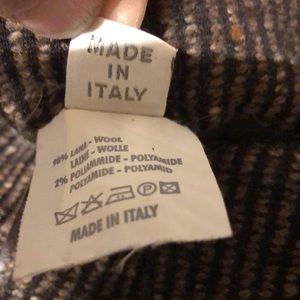 MADE
IN
ITALY
98% LANA - WOOL
LAINE - WOLLE
2% POLIAMMIDE - POLYAMIDE
POLYAMIDE - POLYAMID
P
MADE IN ITALY